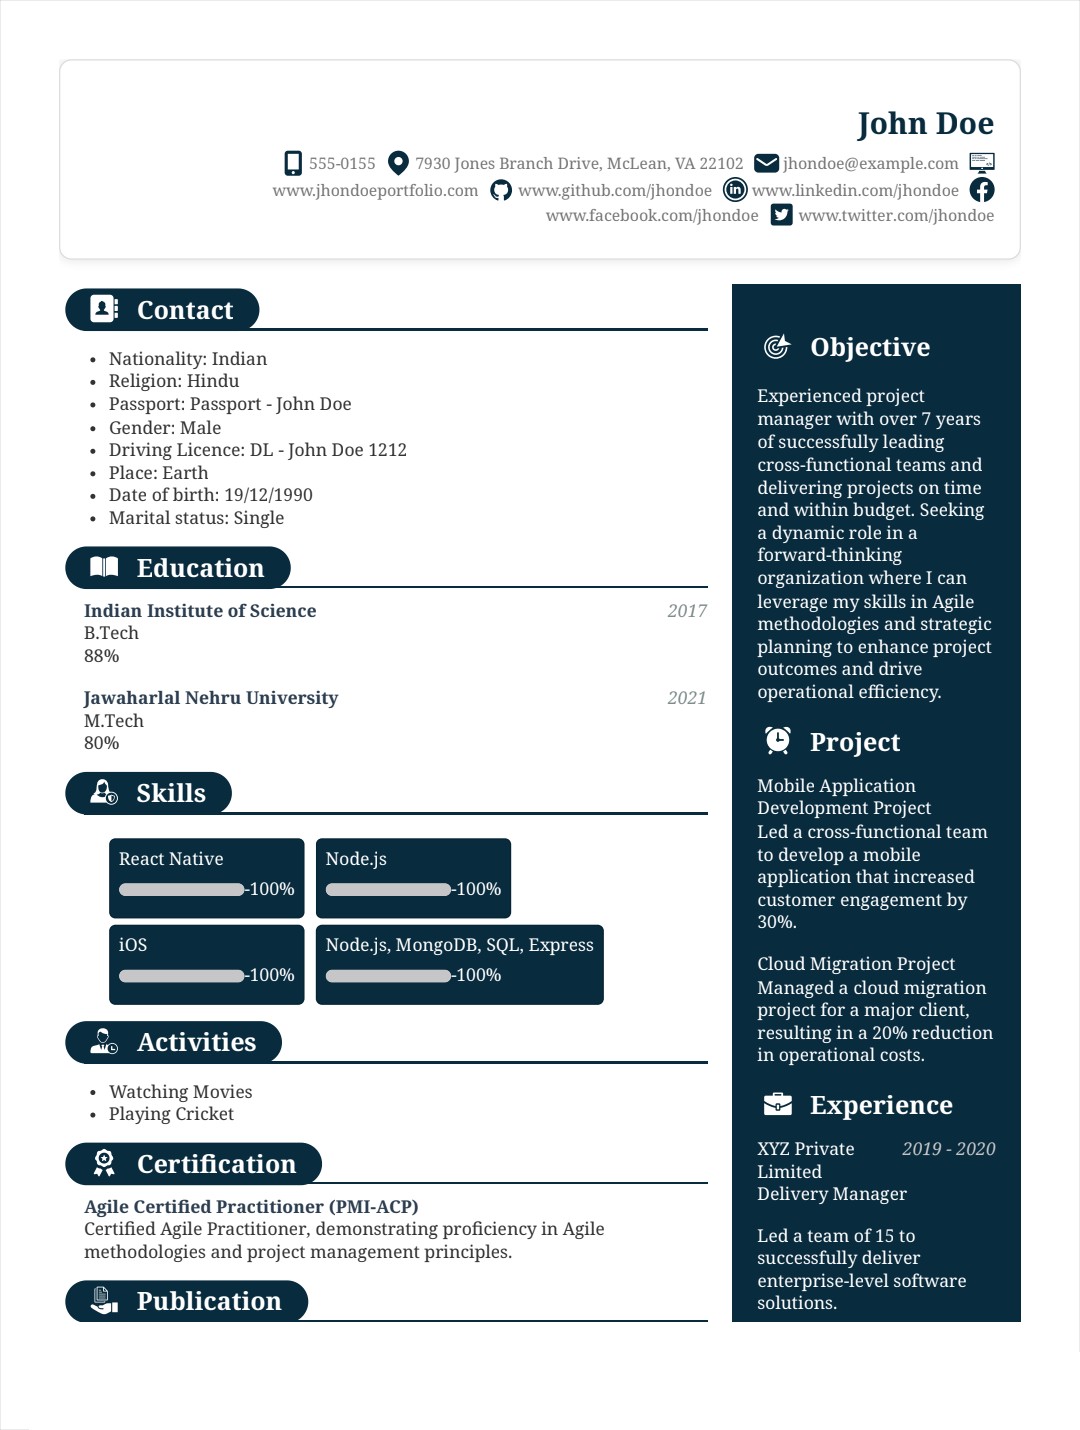 John Doe
555-0155 7930 Jones Branch Drive, McLean, VA 22102 jhondoe@example.com
www.jhondoeportfolio.com www.github.com/jhondoe www.linkedin.com/jhondoe
www.facebook.com/jhondoe www.twitter.com/jhondoe
Contact
• Nationality: Indian
• Religion: Hindu
• Passport: Passport - John Doe
• Gender: Male
• Driving Licence: DL - John Doe 1212
• Place: Earth
• Date of birth: 19/12/1990
• Marital status: Single
Education
Indian Institute of Science 2017
B.Tech
88%
Jawaharlal Nehru University 2021
M.Tech
80%
Skills
React Native
-100%
Node.js
-100%
iOS
-100%
Node.js, MongoDB, SQL, Express
-100%
Activities
• Watching Movies
• Playing Cricket
Certification
Agile Certified Practitioner (PMI-ACP)
Certified Agile Practitioner, demonstrating proficiency in Agile
methodologies and project management principles.
Publication
Objective
Experienced project
manager with over 7 years
of successfully leading
cross-functional teams and
delivering projects on time
and within budget. Seeking
a dynamic role in a
forward-thinking
organization where I can
leverage my skills in Agile
methodologies and strategic
planning to enhance project
outcomes and drive
operational efficiency.
Project
Mobile Application
Development Project
Led a cross-functional team
to develop a mobile
application that increased
customer engagement by
30%.
Cloud Migration Project
Managed a cloud migration
project for a major client,
resulting in a 20% reduction
in operational costs.
Experience
XYZ Private 2019 - 2020
Limited
Delivery Manager
Led a team of 15 to
successfully deliver
enterprise-level software
solutions.